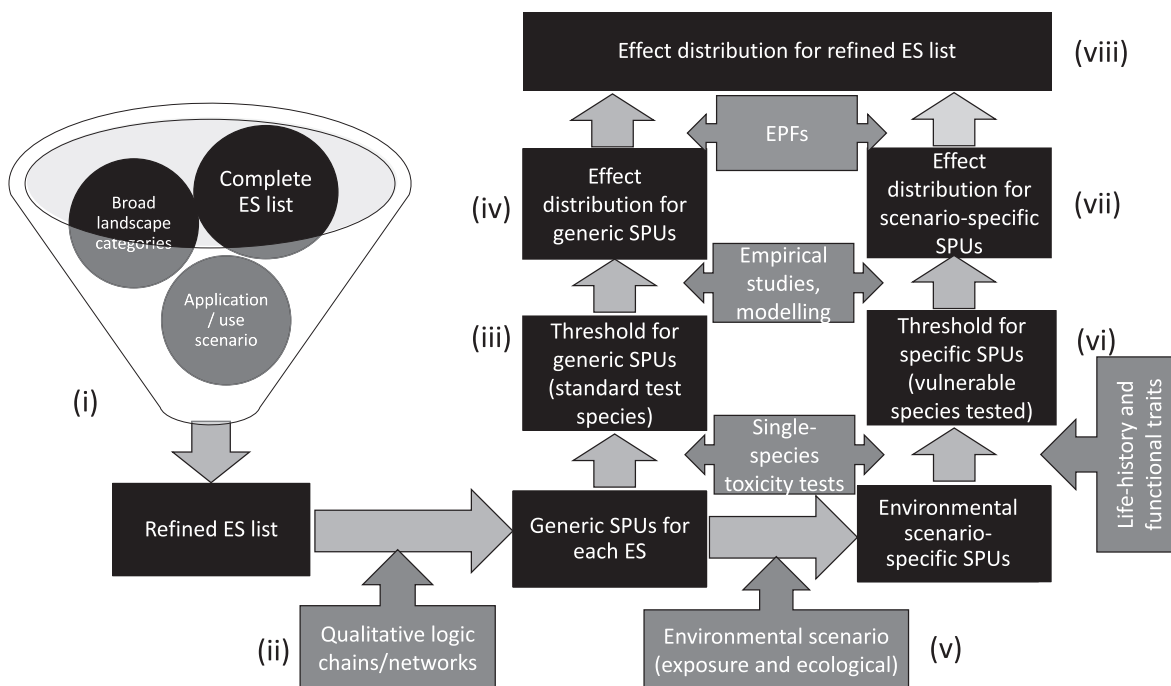 Effect distribution for refined ES list
(viii)
EPFs
Complete
ES list
Broad
landscape
categories
Application
/ use
scenario
(i)
Refined ES list
(iv)
Effect
distribution for
generic SPUs
Effect
distribution for
scenario-specific
SPUs
(vii)
Empirical
studies,
modelling
(iii)
Threshold for
generic SPUs
(standard test
species)
Threshold for
specific SPUs
(vulnerable
species tested)
(vi)
Single-
species
toxicity tests
Life-history and
functional traits
Generic SPUs for
each ES
Environmental
scenario-
specific SPUs
(ii)
Qualitative logic
chains/networks
Environmental scenario
(exposure and ecological)
(v)